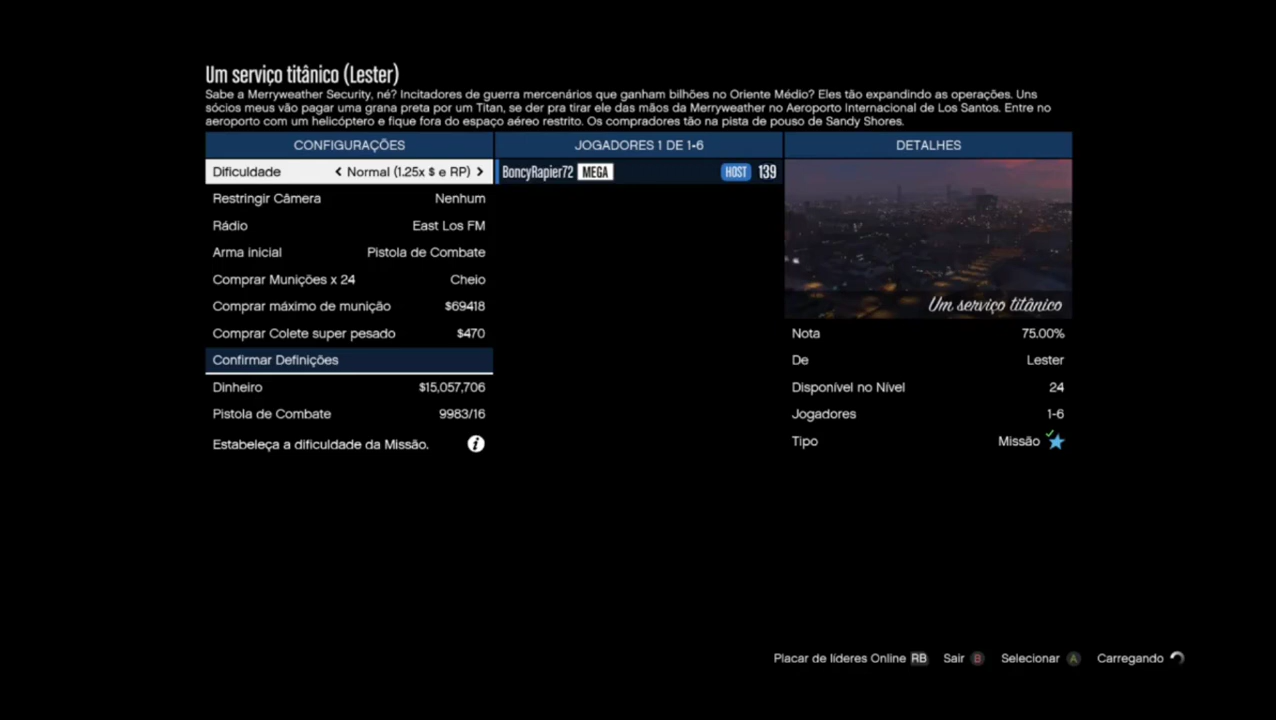 Um serviço titânico (Lester)
Sabe a Merryweather Security, né? Incitadores de guerra mercenários que ganham bilhões no Oriente Médio? Eles tão expandindo as operações. Uns
sócios meus vão pagar uma grana preta por um Titan, se der pra tirar ele das mãos da Merryweather no Aeroporto Internacional de Los Santos. Entre no
aeroporto com um helicóptero e fique fora do espaço aéreo restrito. Os compradores tão na pista de pouso de Sandy Shores.
CONFIGURAÇÕES JOGADORES 1 DE 1-6 DETALHES
Dificuldade < Normal (1.25x $ e RP) > BoncyRapier72 MEGA HOST 139
Restringir Câmera Nenhum
Rádio East Los FM
Arma inicial Pistola de Combate
Comprar Munições x 24 Cheio
Um serviço titânico
Comprar máximo de munição $69418
Comprar Colete super pesado $470 Nota 75.00%
Confirmar Definições De Lester
Dinheiro $15,057,706 Disponível no Nível 24
Pistola de Combate 9983/16 Jogadores 1-6
Estabeleça a dificuldade da Missão. i Tipo Missão
Placar de líderes Online RB Sair B Selecionar A Carregando